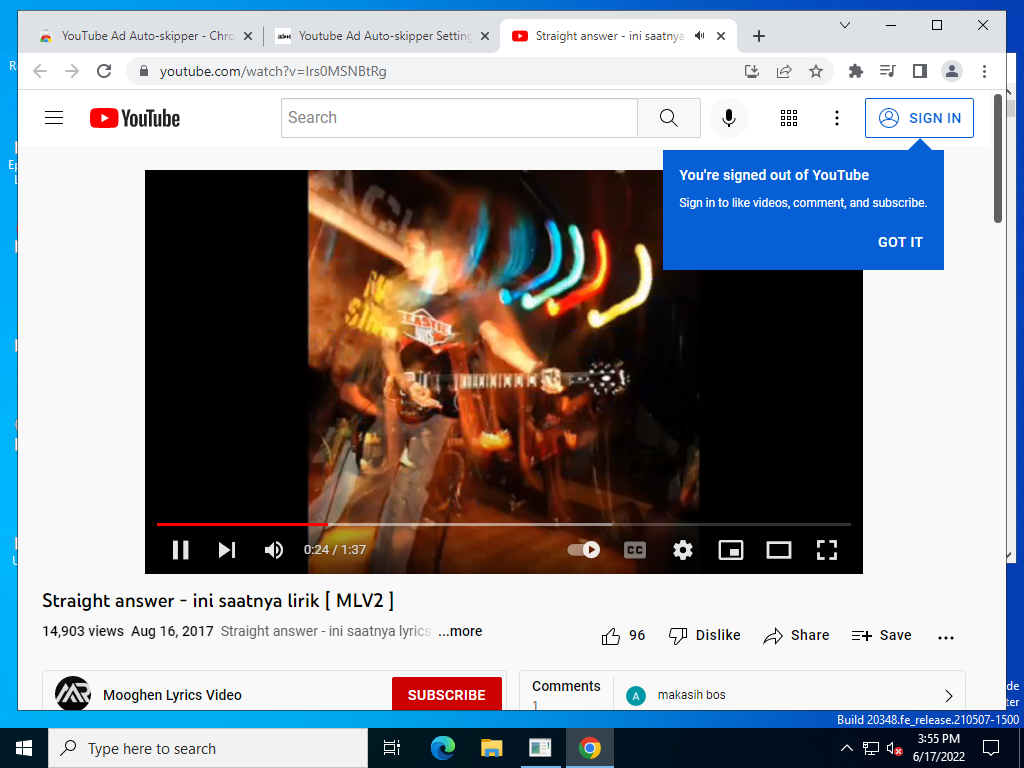 YouTube Ad Auto-skipper - Chro
Youtube Ad Auto-skipper Setting
Straight answer - ini saatnya
youtube.com/watch?v=Irs0MSNBtRg
YouTube
Search
SIGN IN
You're signed out of YouTube
Sign in to like videos, comment, and subscribe.
GOT IT
BEASTIE
0:24 / 1:37
CC
Straight answer - ini saatnya lirik [ MLV2 ]
14,903 views Aug 16, 2017 Straight answer - ini saatnya lyrics ...more
96
Dislike
Share
Save
Mooghen Lyrics Video
SUBSCRIBE
Comments
1
A
makasih bos
Build 20348.fe_release.210507-1500
Type here to search
3:55 PM
6/17/2022